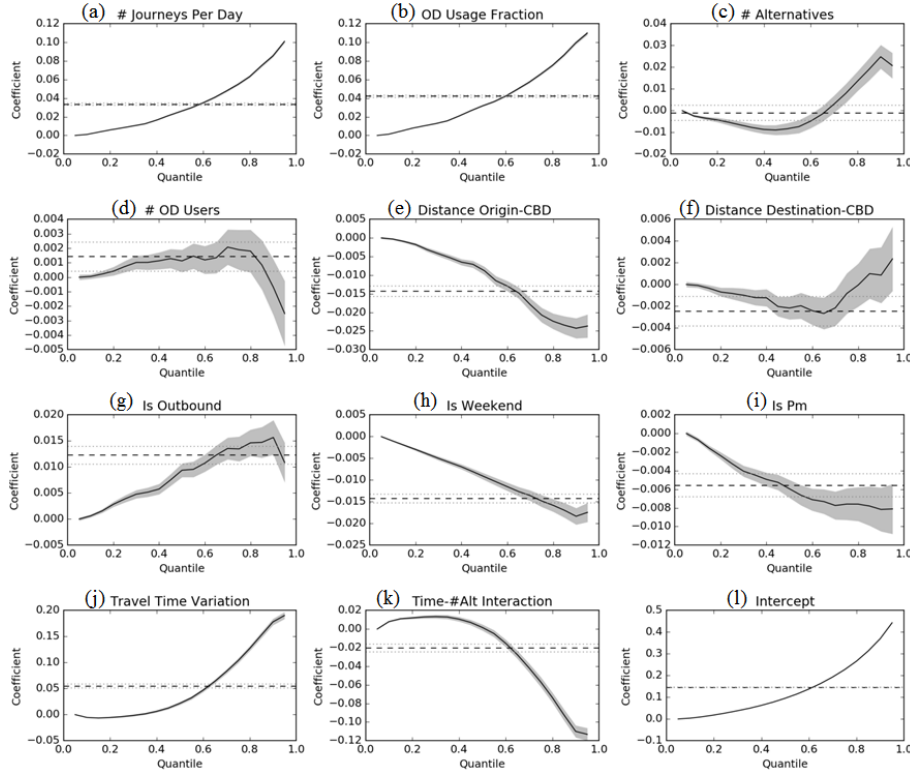 (a) # Journeys Per Day
0.12
0.10
0.08
0.06
0.04
0.02
0.00
−0.02
Coefficient
0.0 0.2 0.4 0.6 0.8 1.0
Quantile
(b) OD Usage Fraction
0.12
0.10
0.08
0.06
0.04
0.02
0.00
−0.02
Coefficient
0.0 0.2 0.4 0.6 0.8 1.0
Quantile
(c) # Alternatives
0.04
0.03
0.02
0.01
0.00
−0.01
−0.02
Coefficient
0.0 0.2 0.4 0.6 0.8 1.0
Quantile
(d) # OD Users
0.004
0.003
0.002
0.001
0.000
−0.001
−0.002
−0.003
−0.004
−0.005
Coefficient
0.0 0.2 0.4 0.6 0.8 1.0
Quantile
(e) Distance Origin-CBD
0.005
0.000
−0.005
−0.010
−0.015
−0.020
−0.025
−0.030
Coefficient
0.0 0.2 0.4 0.6 0.8 1.0
Quantile
(f) Distance Destination-CBD
0.006
0.004
0.002
0.000
−0.002
−0.004
−0.006
Coefficient
0.0 0.2 0.4 0.6 0.8 1.0
Quantile
(g) Is Outbound
0.020
0.015
0.010
0.005
0.000
−0.005
Coefficient
0.0 0.2 0.4 0.6 0.8 1.0
Quantile
(h) Is Weekend
0.005
0.000
−0.005
−0.010
−0.015
−0.020
−0.025
Coefficient
0.0 0.2 0.4 0.6 0.8 1.0
Quantile
(i) Is Pm
0.002
0.000
−0.002
−0.004
−0.006
−0.008
−0.010
−0.012
Coefficient
0.0 0.2 0.4 0.6 0.8 1.0
Quantile
(j) Travel Time Variation
0.20
0.15
0.10
0.05
0.00
−0.05
Coefficient
0.0 0.2 0.4 0.6 0.8 1.0
Quantile
(k) Time-#Alt Interaction
0.02
0.00
−0.02
−0.04
−0.06
−0.08
−0.10
−0.12
Coefficient
0.0 0.2 0.4 0.6 0.8 1.0
Quantile
(l) Intercept
0.5
0.4
0.3
0.2
0.1
0.0
−0.1
Coefficient
0.0 0.2 0.4 0.6 0.8 1.0
Quantile